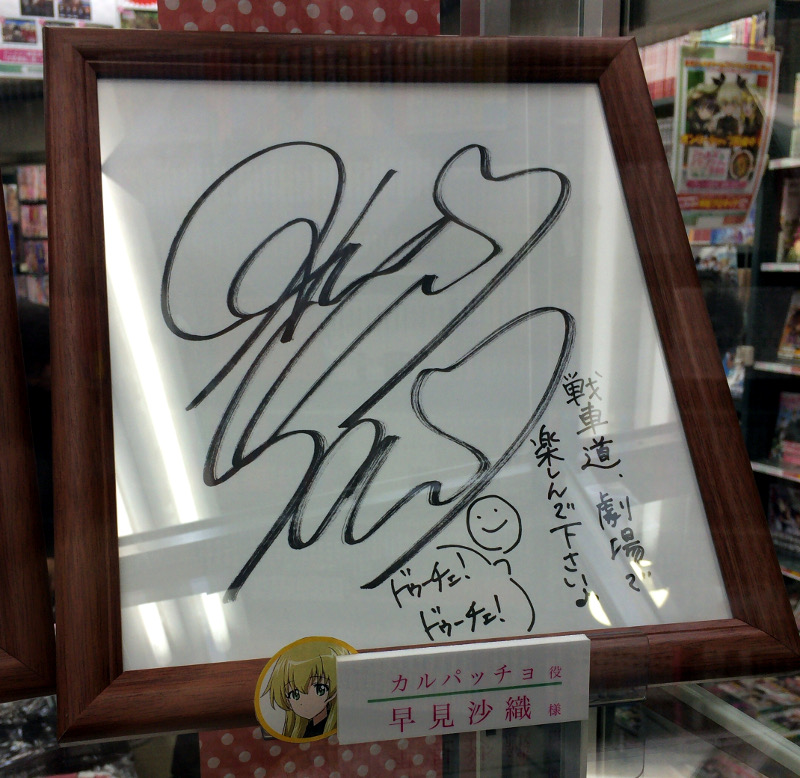 戦車道、劇場で
楽しんで下さい♪
ドゥーチェ!
ドゥーチェ!
カルパッチョ役
早見沙織様